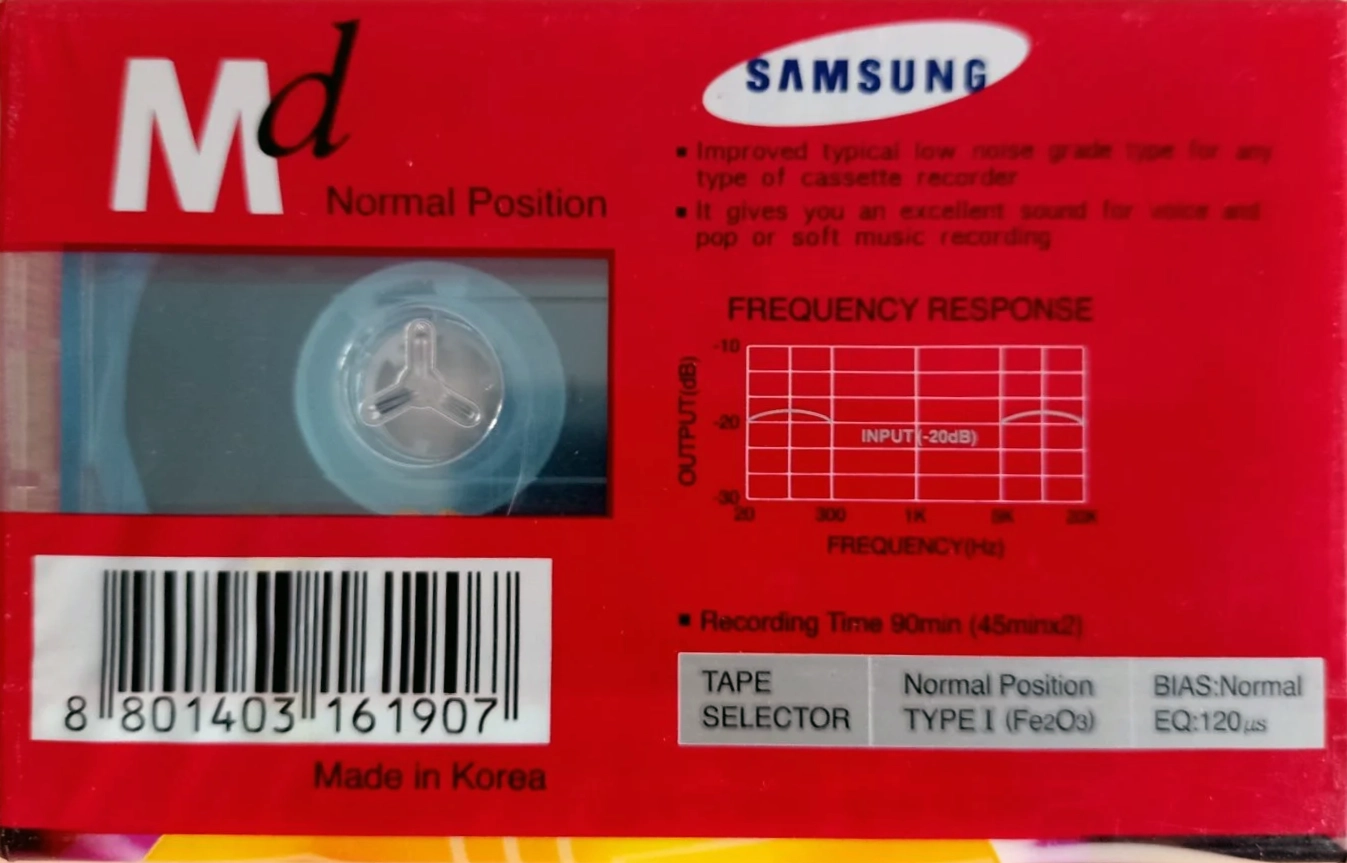 Md
Normal Position
SAMSUNG
▪ Improved typical low noise grade type for any
type of cassette recorder
▪ It gives you an excellent sound for voice and
pop or soft music recording
FREQUENCY RESPONSE
OUTPUT(dB)
-10
-20
-30
INPUT(-20dB)
20 300 1K 8K 20K
FREQUENCY(Hz)
▪ Recording Time 90min (45minx2)
TAPE SELECTOR
Normal Position
TYPE I (Fe2O3)
BIAS:Normal
EQ:120μs
8 801403 161907
Made in Korea